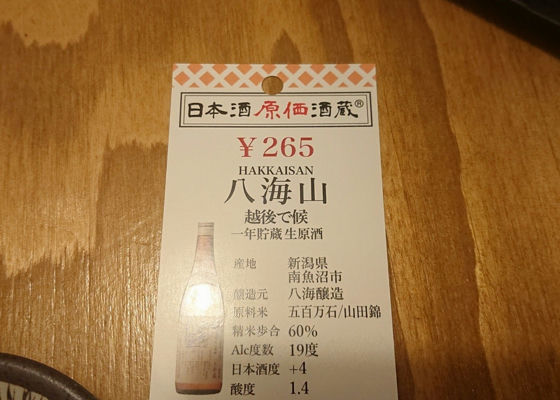 日本酒原価酒蔵®
￥265
HAKKAISAN
八海山
越後で候
一年貯蔵 生原酒
産地 新潟県
南魚沼市
醸造元 八海醸造
原料米 五百万石/山田錦
精米歩合 60%
Alc度数 19度
日本酒度 +4
酸度 1.4